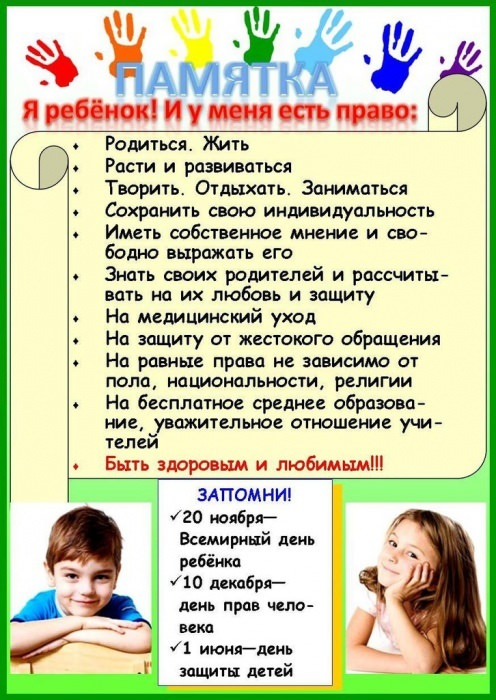 ПАМЯТКА
Я ребёнок! И у меня есть право:
Родиться. Жить
Расти и развиваться
Творить. Отдыхать. Заниматься
Сохранить свою индивидуальность
Иметь собственное мнение и сво-
бодно выражать его
Знать своих родителей и рассчиты-
вать на их любовь и защиту
На медицинский уход
На защиту от жестокого обращения
На равные права не зависимо от
пола, национальности, религии
На бесплатное среднее образова-
ние, уважительное отношение учи-
телей
Быть здоровым и любимым!!!
ЗАПОМНИ!
✓20 ноября—
Всемирный день
ребёнка
✓10 декабря—
день прав чело-
века
✓1 июня—день
защиты детей